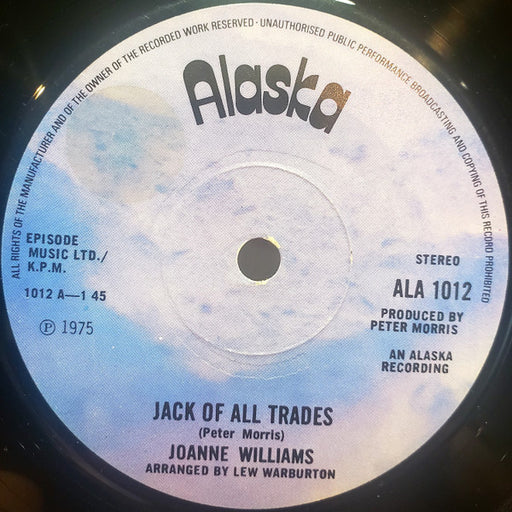 ALL RIGHTS OF THE MANUFACTURER AND OF THE OWNER OF THE RECORDED WORK RESERVED · UNAUTHORISED PUBLIC PERFORMANCE BROADCASTING AND COPYING OF THIS RECORD PROHIBITED
Alaska
EPISODE
MUSIC LTD./
K.P.M.
1012 A—1 45
Ⓟ 1975
STEREO
ALA 1012
PRODUCED BY
PETER MORRIS
AN ALASKA
RECORDING
JACK OF ALL TRADES
(Peter Morris)
JOANNE WILLIAMS
ARRANGED BY LEW WARBURTON